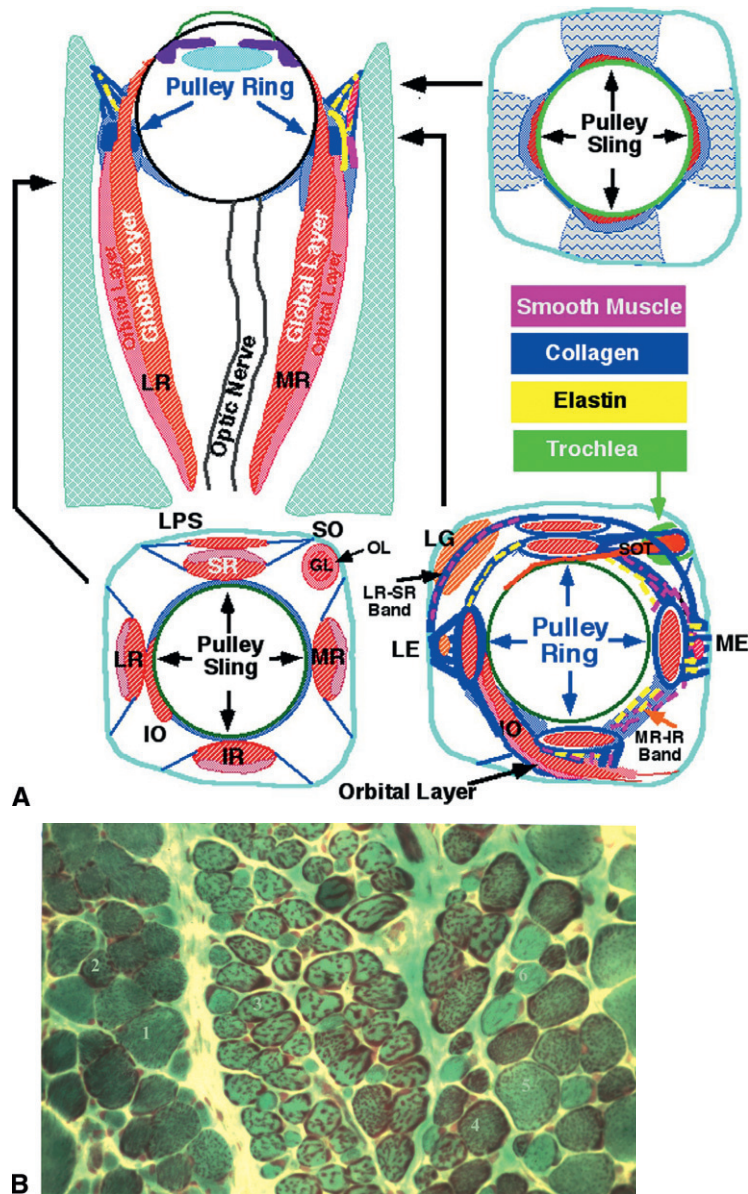 Pulley Ring
Orbital Layer
Global Layer
LR
Optic Nerve
Global Layer
Orbital Layer
MR
Pulley
Sling
Smooth Muscle
Collagen
Elastin
Trochlea
LPS
SO
SR
GL
OL
LR
Pulley
Sling
MR
IO
IR
LG
SOT
LR-SR
Band
LE
Pulley
Ring
ME
IO
MR-IR
Band
Orbital Layer
A
1
2
3
4
5
6
B